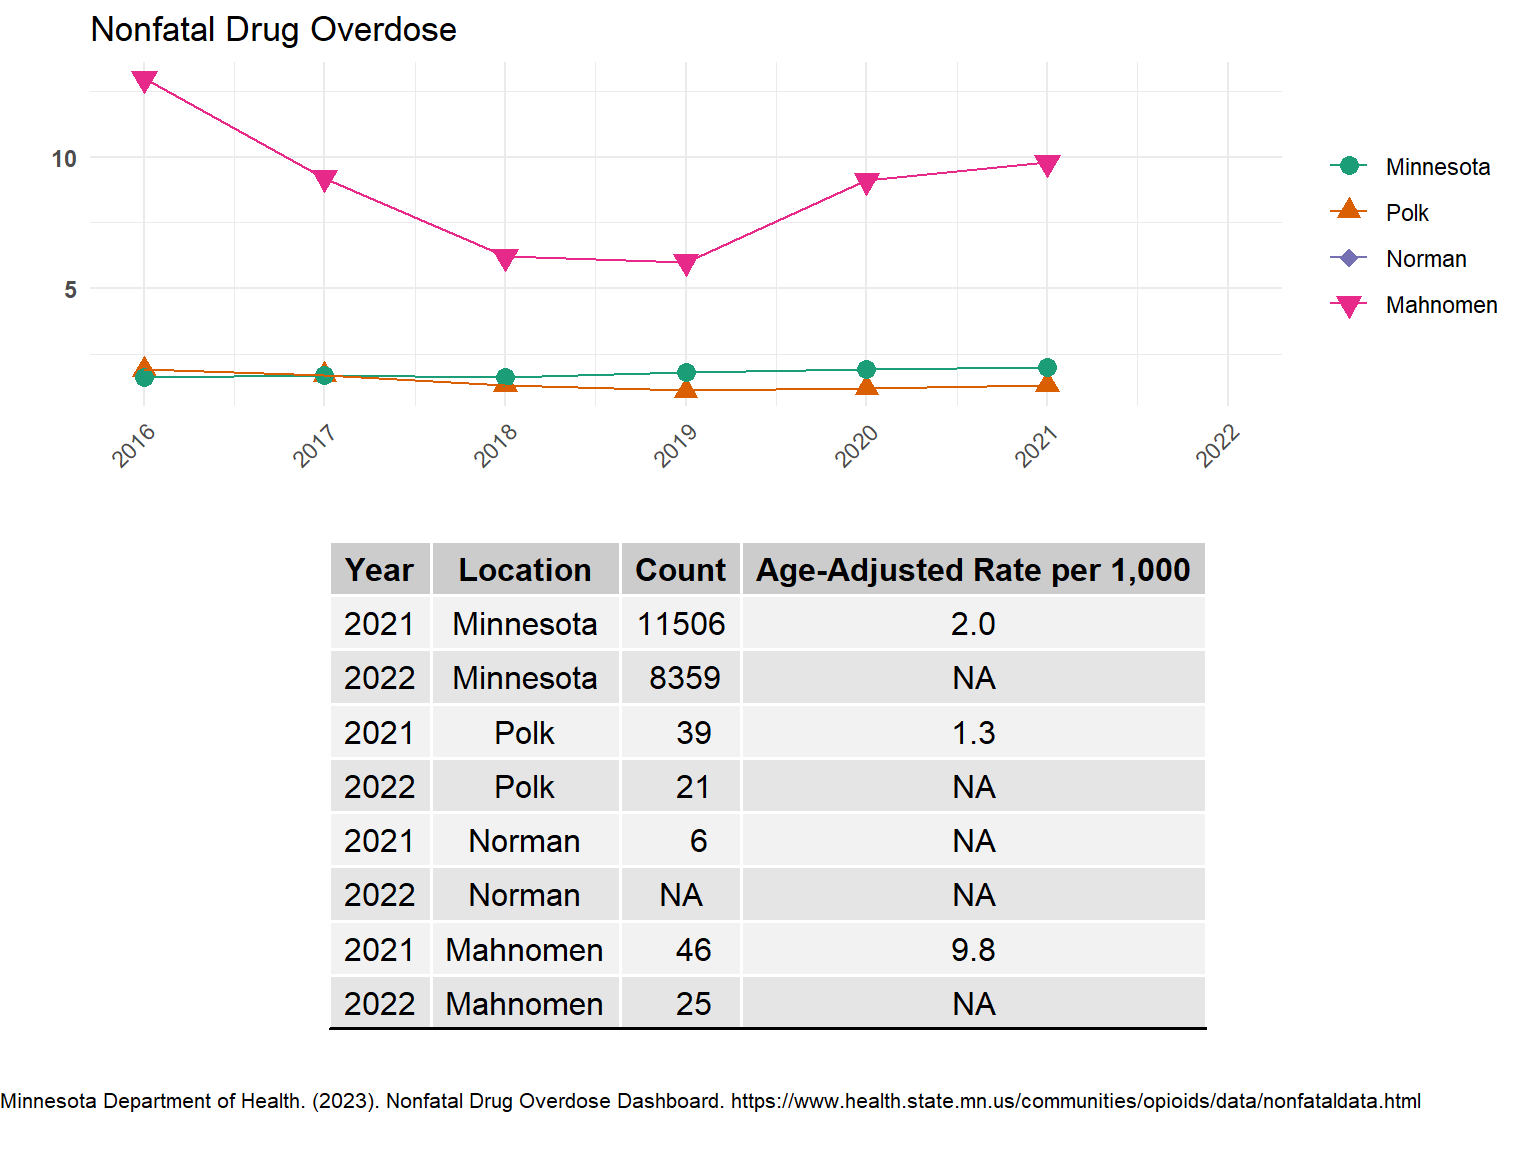 Nonfatal Drug Overdose
10
5
2016 2017 2018 2019 2020 2021 2022
Minnesota
Polk
Norman
Mahnomen
Year Location Count Age-Adjusted Rate per 1,000
2021 Minnesota 11506 2.0
2022 Minnesota 8359 NA
2021 Polk 39 1.3
2022 Polk 21 NA
2021 Norman 6 NA
2022 Norman NA NA
2021 Mahnomen 46 9.8
2022 Mahnomen 25 NA
Minnesota Department of Health. (2023). Nonfatal Drug Overdose Dashboard. https://www.health.state.mn.us/communities/opioids/data/nonfataldata.html